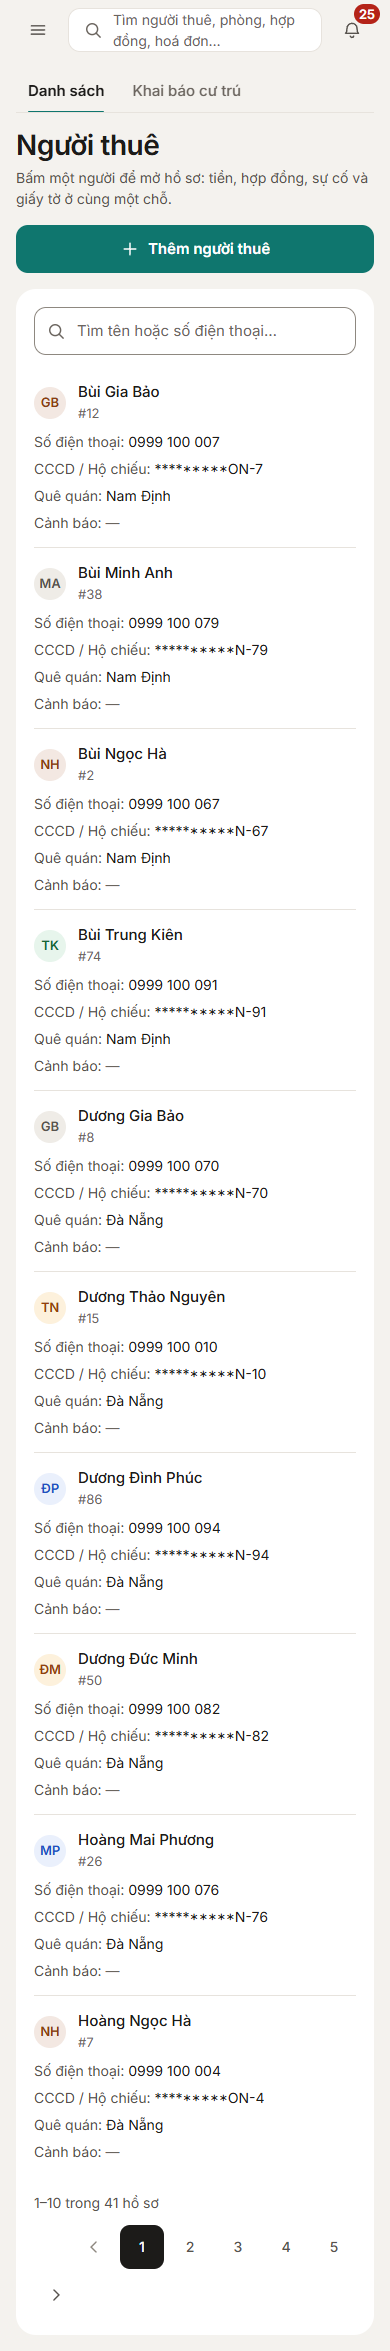 Tìm người thuê, phòng, hợp
đồng, hoá đơn...
25
Danh sách
Khai báo cư trú
Người thuê
Bấm một người để mở hồ sơ: tiền, hợp đồng, sự cố và
giấy tờ ở cùng một chỗ.
+ Thêm người thuê
Tìm tên hoặc số điện thoại...
GB
Bùi Gia Bảo
#12
Số điện thoại: 0999 100 007
CCCD / Hộ chiếu: *********ON-7
Quê quán: Nam Định
Cảnh báo: —
MA
Bùi Minh Anh
#38
Số điện thoại: 0999 100 079
CCCD / Hộ chiếu: **********N-79
Quê quán: Nam Định
Cảnh báo: —
NH
Bùi Ngọc Hà
#2
Số điện thoại: 0999 100 067
CCCD / Hộ chiếu: **********N-67
Quê quán: Nam Định
Cảnh báo: —
TK
Bùi Trung Kiên
#74
Số điện thoại: 0999 100 091
CCCD / Hộ chiếu: **********N-91
Quê quán: Nam Định
Cảnh báo: —
GB
Dương Gia Bảo
#8
Số điện thoại: 0999 100 070
CCCD / Hộ chiếu: **********N-70
Quê quán: Đà Nẵng
Cảnh báo: —
TN
Dương Thảo Nguyên
#15
Số điện thoại: 0999 100 010
CCCD / Hộ chiếu: **********N-10
Quê quán: Đà Nẵng
Cảnh báo: —
ĐP
Dương Đình Phúc
#86
Số điện thoại: 0999 100 094
CCCD / Hộ chiếu: **********N-94
Quê quán: Đà Nẵng
Cảnh báo: —
ĐM
Dương Đức Minh
#50
Số điện thoại: 0999 100 082
CCCD / Hộ chiếu: **********N-82
Quê quán: Đà Nẵng
Cảnh báo: —
MP
Hoàng Mai Phương
#26
Số điện thoại: 0999 100 076
CCCD / Hộ chiếu: **********N-76
Quê quán: Đà Nẵng
Cảnh báo: —
NH
Hoàng Ngọc Hà
#7
Số điện thoại: 0999 100 004
CCCD / Hộ chiếu: *********ON-4
Quê quán: Đà Nẵng
Cảnh báo: —
1–10 trong 41 hồ sơ
1 2 3 4 5